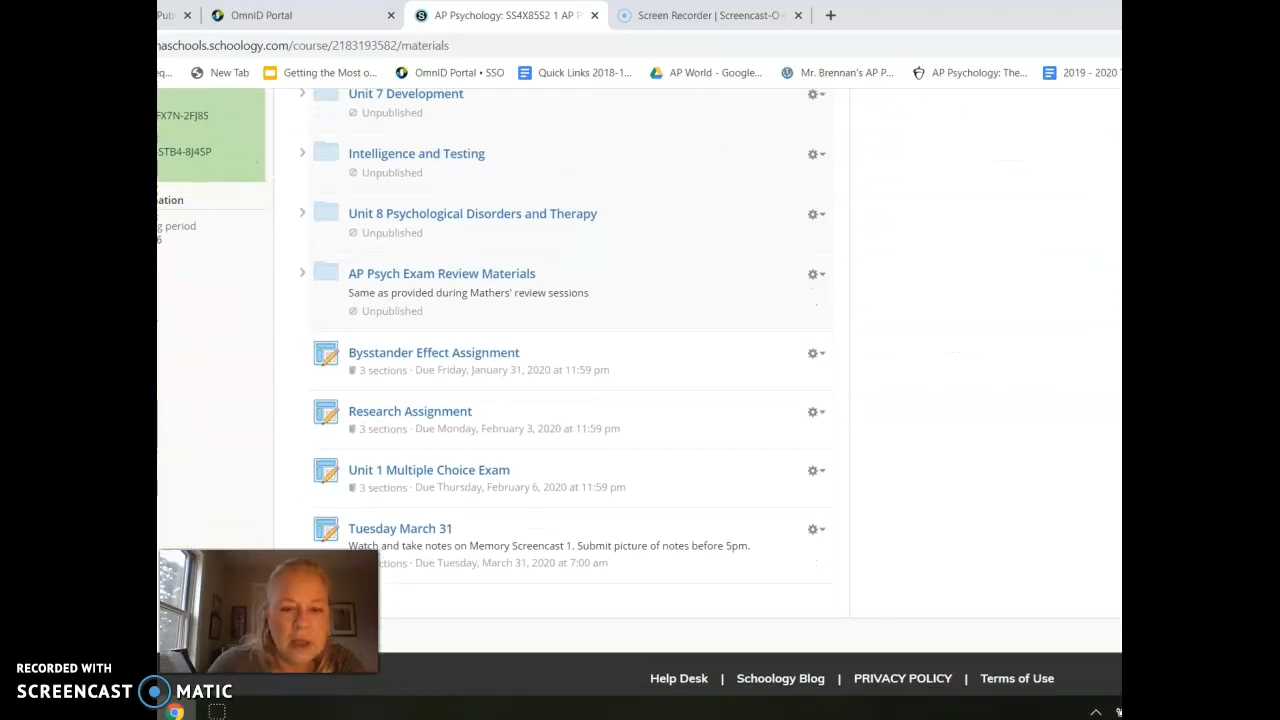 OmniD Portal
AP Psychology: SS4X85S2 1 AP P
Screen Recorder | Screencast-O-
naschools.schoology.com/course/2183193582/materials
eq...
New Tab
Getting the Most o...
OmniD Portal • SSO
Quick Links 2018-1...
AP World - Google...
Mr. Brennan's AP P...
AP Psychology: The...
2019 - 2020
Unit 7 Development
Unpublished
FX7N-2FJ8S
-STB4-8J4SP
ation
g period
6
Intelligence and Testing
Unpublished
Unit 8 Psychological Disorders and Therapy
Unpublished
AP Psych Exam Review Materials
Same as provided during Mathers' review sessions
Unpublished
Bysstander Effect Assignment
3 sections · Due Friday, January 31, 2020 at 11:59 pm
Research Assignment
3 sections · Due Monday, February 3, 2020 at 11:59 pm
Unit 1 Multiple Choice Exam
3 sections · Due Thursday, February 6, 2020 at 11:59 pm
Tuesday March 31
Watch and take notes on Memory Screencast 1. Submit picture of notes before 5pm.
ctions · Due Tuesday, March 31, 2020 at 7:00 am
Help Desk | Schoology Blog | PRIVACY POLICY | Terms of Use
RECORDED WITH
SCREENCAST MATIC